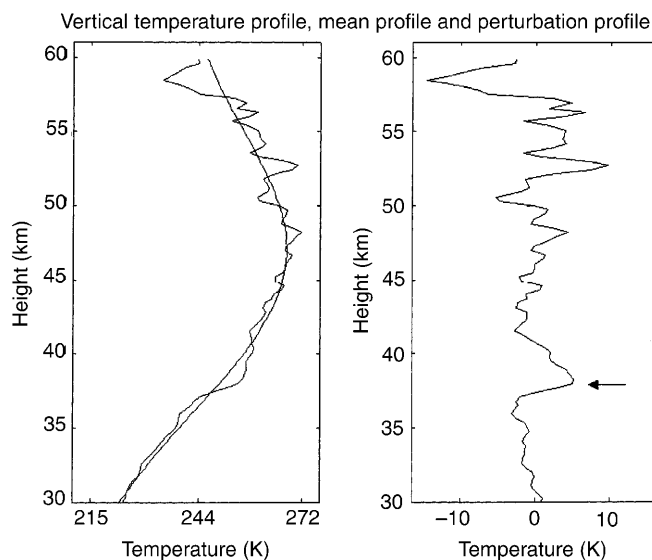 Vertical temperature profile, mean profile and perturbation profile
60
55
50
45
40
35
30
Height (km)
215 244 272
Temperature (K)
60
55
50
45
40
35
30
Height (km)
−10 0 10
Temperature (K)